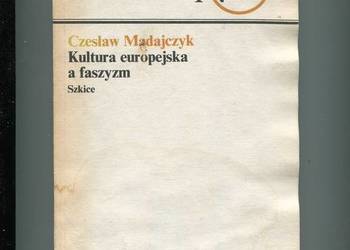 Czesław Madajczyk
Kultura europejska
a faszyzm
Szkice